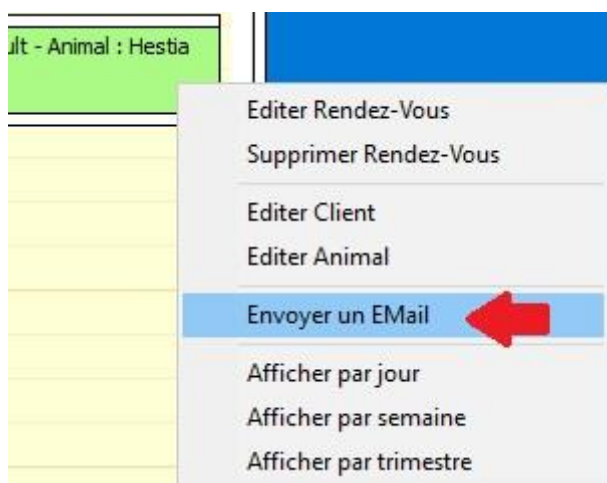 ult - Animal : Hestia
Editer Rendez-Vous
Supprimer Rendez-Vous
Editer Client
Editer Animal
Envoyer un EMail
Afficher par jour
Afficher par semaine
Afficher par trimestre